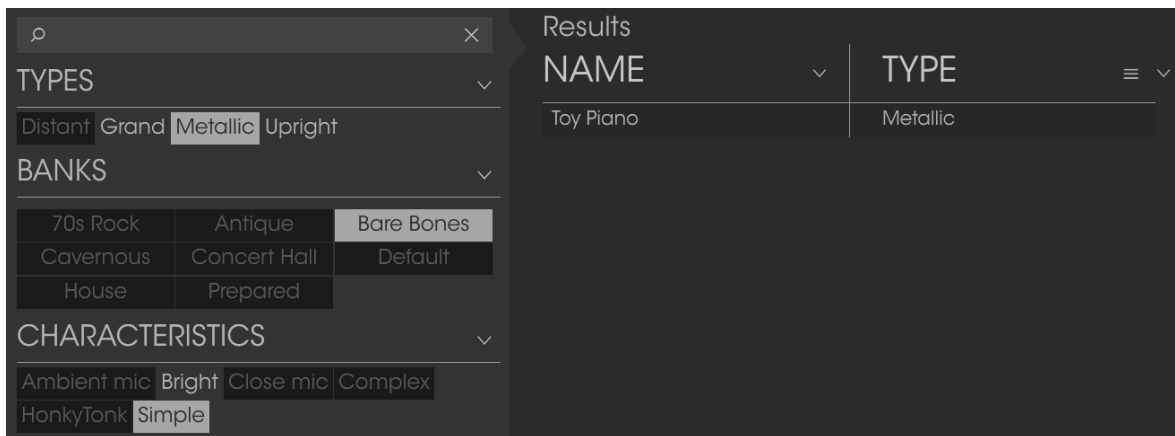 TYPES
Distant Grand Metallic Upright
BANKS
70s Rock Antique Bare Bones
Cavernous Concert Hall Default
House Prepared
CHARACTERISTICS
Ambient mic Bright Close mic Complex
HonkyTonk Simple
Results
NAME TYPE
Toy Piano Metallic